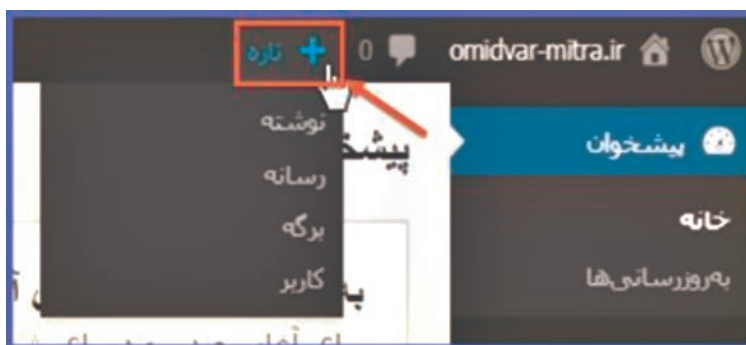 omidvar-mitra.ir 0 + تازه
پیشخوان
خانه
به‌روزرسانی‌ها
نوشته
رسانه
برگه
کاربر